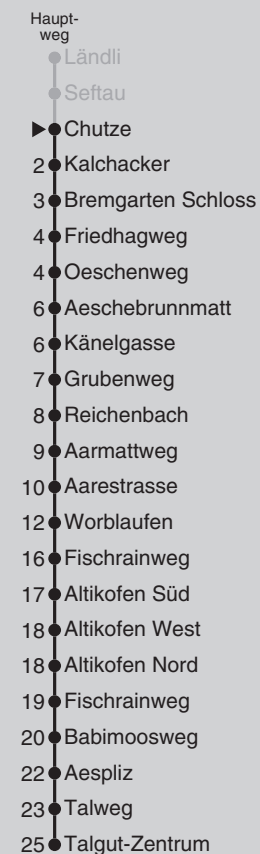 Haupt-
weg
Ländli
Seftau
Chutze
2 Kalchacker
3 Bremgarten Schloss
4 Friedhagweg
4 Oeschenweg
6 Aeschebrunnmatt
6 Känelgasse
7 Grubenweg
8 Reichenbach
9 Aarmattweg
10 Aarestrasse
12 Worblaufen
16 Fischrainweg
17 Altikofen Süd
18 Altikofen West
18 Altikofen Nord
19 Fischrainweg
20 Babimoosweg
22 Aespliz
23 Talweg
25 Talgut-Zentrum